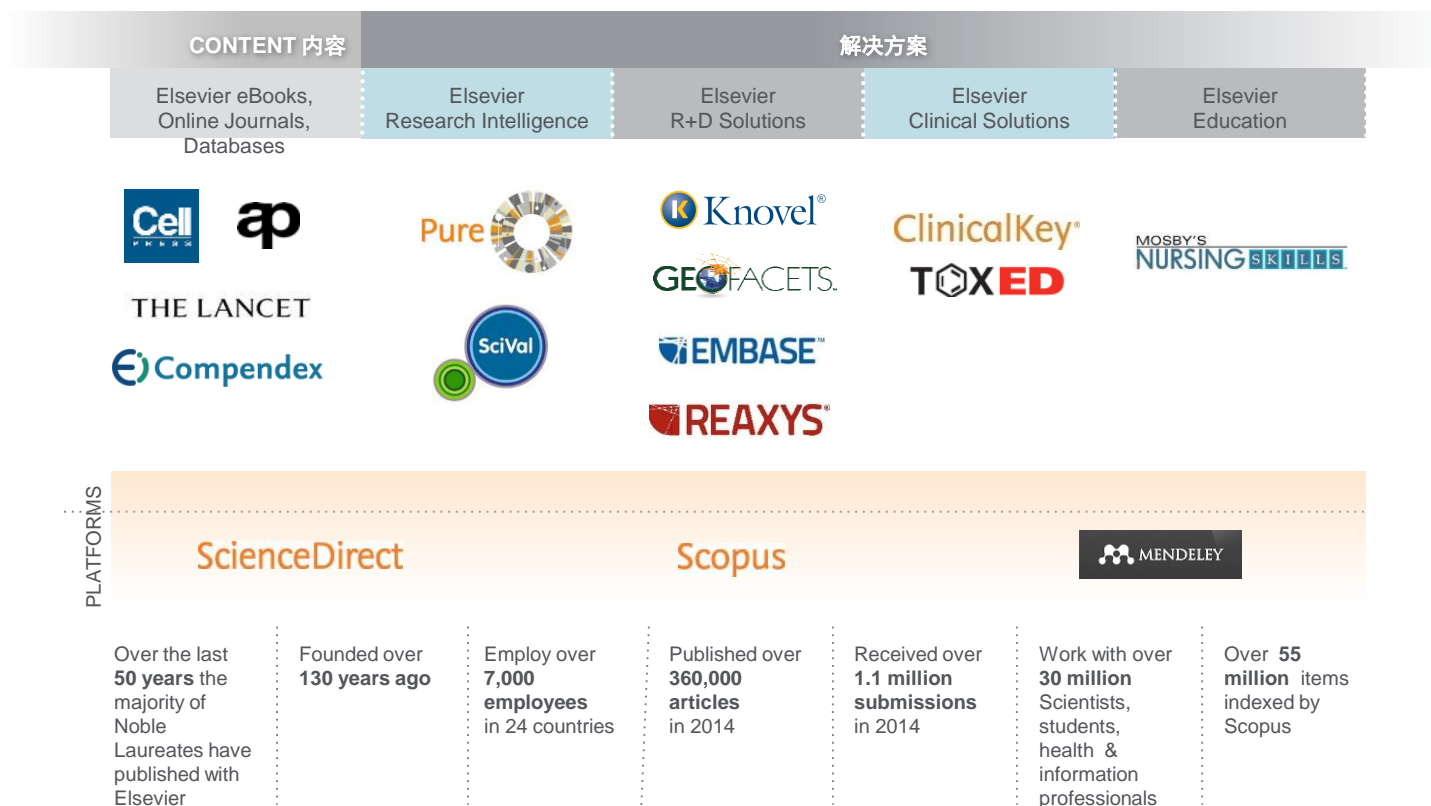 CONTENT 内容
解决方案
Elsevier eBooks,
Online Journals,
Databases
Elsevier
Research Intelligence
Elsevier
R+D Solutions
Elsevier
Clinical Solutions
Elsevier
Education
Cell
PRESS
ap
THE LANCET
Ei Compendex
Pure
SciVal
K Knovel®
GEOFACETS™
EMBASE™
REAXYS®
ClinicalKey®
TOXED
MOSBY'S
NURSING SKILLS
PLATFORMS
ScienceDirect
Scopus
MENDELEY
Over the last
50 years the
majority of
Noble
Laureates have
published with
Elsevier
Founded over
130 years ago
Employ over
7,000
employees
in 24 countries
Published over
360,000
articles
in 2014
Received over
1.1 million
submissions
in 2014
Work with over
30 million
Scientists,
students,
health &
information
professionals
Over 55
million items
indexed by
Scopus